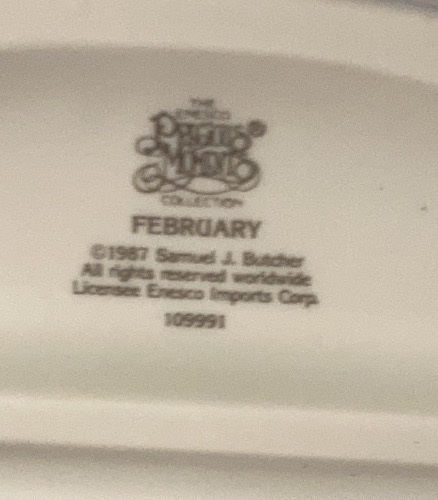 THE
ENESCO
PRECIOUS®
MOMENTS
COLLECTION
FEBRUARY
©1987 Samuel J. Butcher
All rights reserved worldwide
Licensee Enesco Imports Corp.
109991